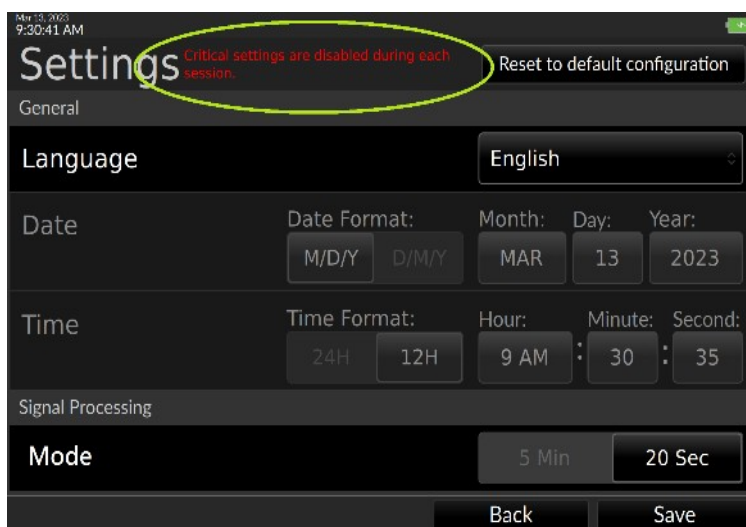 Mar 13, 2023
9:30:41 AM
Settings
Critical settings are disabled during each
session.
Reset to default configuration
General
Language
English
Date
Date Format:
Month:
Day:
Year:
M/D/Y
D/M/Y
MAR
13
2023
Time
Time Format:
Hour:
Minute:
Second:
24H
12H
9 AM
:
30
:
35
Signal Processing
Mode
5 Min
20 Sec
Back
Save